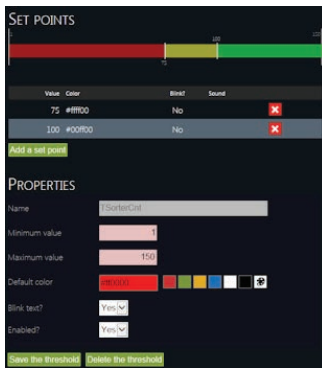 SET POINTS
100
75
Value Color Blink? Sound
75 #ffff00 No
100 #00ff00 No
Add a set point
PROPERTIES
Name TSorterCnt
Minimum value 1
Maximum value 150
Default color #ff0000
Blink text? Yes
Enabled? Yes
Save the threshold Delete the threshold